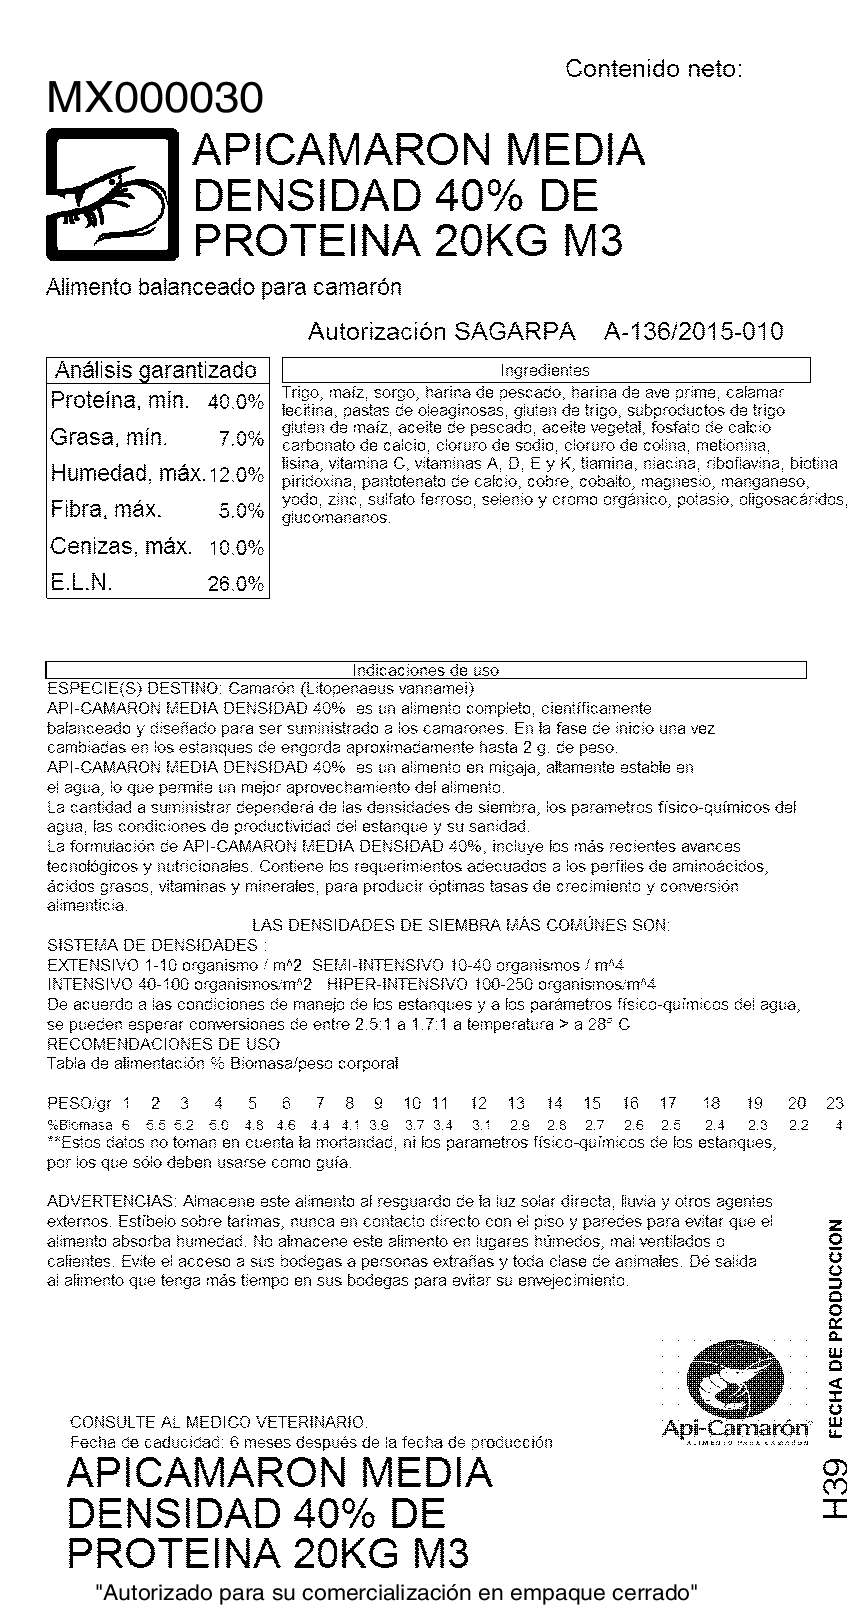 Contenido neto:
MX000030
APICAMARON MEDIA
DENSIDAD 40% DE
PROTEINA 20KG M3
Alimento balanceado para camarón
Autorización SAGARPA A-136/2015-010
Análisis garantizado
Proteína, mín. 40.0%
Grasa, mín. 7.0%
Humedad, máx. 12.0%
Fibra, máx. 5.0%
Cenizas, máx. 10.0%
E.L.N. 26.0%
Ingredientes
Trigo, maíz, sorgo, harina de pescado, harina de ave prime, calamar
lecitina, pastas de oleaginosas, gluten de trigo, subproductos de trigo
gluten de maíz, aceite de pescado, aceite vegetal, fosfato de calcio
carbonato de calcio, cloruro de sodio, cloruro de colina, metionina,
lisina, vitamina C, vitaminas A, D, E y K, tiamina, niacina, riboflavina, biotina
piridoxina, pantotenato de calcio, cobre, cobalto, magnesio, manganeso,
yodo, zinc, sulfato ferroso, selenio y cromo orgánico, potasio, oligosacáridos,
glucomananos.
Indicaciones de uso
ESPECIE(S) DESTINO: Camarón (Litopenaeus vannamei)
API-CAMARON MEDIA DENSIDAD 40% es un alimento completo, científicamente
balanceado y diseñado para ser suministrado a los camarones. En la fase de inicio una vez
cambiadas en los estanques de engorda aproximadamente hasta 2 g. de peso.
API-CAMARON MEDIA DENSIDAD 40% es un alimento en migaja, altamente estable en
el agua, lo que permite un mejor aprovechamiento del alimento.
La cantidad a suministrar dependerá de las densidades de siembra, los parametros físico-químicos del
agua, las condiciones de productividad del estanque y su sanidad.
La formulación de API-CAMARON MEDIA DENSIDAD 40%, incluye los más recientes avances
tecnológicos y nutricionales. Contiene los requerimientos adecuados a los perfiles de aminoácidos,
ácidos grasos, vitaminas y minerales, para producir óptimas tasas de crecimiento y conversión
alimenticia.
LAS DENSIDADES DE SIEMBRA MÁS COMÚNES SON:
SISTEMA DE DENSIDADES :
EXTENSIVO 1-10 organismo / m^2 SEMI-INTENSIVO 10-40 organismos / m^4
INTENSIVO 40-100 organismos/m^2 HIPER-INTENSIVO 100-250 organismos/m^4
De acuerdo a las condiciones de manejo de los estanques y a los parámetros físico-químicos del agua,
se pueden esperar conversiones de entre 2.5:1 a 1.7:1 a temperatura > a 28° C
RECOMENDACIONES DE USO
Tabla de alimentación % Biomasa/peso corporal
PESO/gr 1 2 3 4 5 6 7 8 9 10 11 12 13 14 15 16 17 18 19 20 23
%Biomasa 6 5.5 5.2 5.0 4.8 4.6 4.4 4.1 3.9 3.7 3.4 3.1 2.9 2.8 2.7 2.6 2.5 2.4 2.3 2.2 4
**Estos datos no toman en cuenta la mortandad, ni los parametros físico-químicos de los estanques,
por los que sólo deben usarse como guía.
ADVERTENCIAS: Almacene este alimento al resguardo de la luz solar directa, lluvia y otros agentes
externos. Estíbelo sobre tarimas, nunca en contacto directo con el piso y paredes para evitar que el
alimento absorba humedad. No almacene este alimento en lugares húmedos, mal ventilados o
calientes. Evite el acceso a sus bodegas a personas extrañas y toda clase de animales. Dé salida
al alimento que tenga más tiempo en sus bodegas para evitar su envejecimiento.
FECHA DE PRODUCCION
H39
Api-Camarón
ALIMENTO PARA CAMARON
CONSULTE AL MEDICO VETERINARIO.
Fecha de caducidad: 6 meses después de la fecha de producción
APICAMARON MEDIA
DENSIDAD 40% DE
PROTEINA 20KG M3
"Autorizado para su comercialización en empaque cerrado"